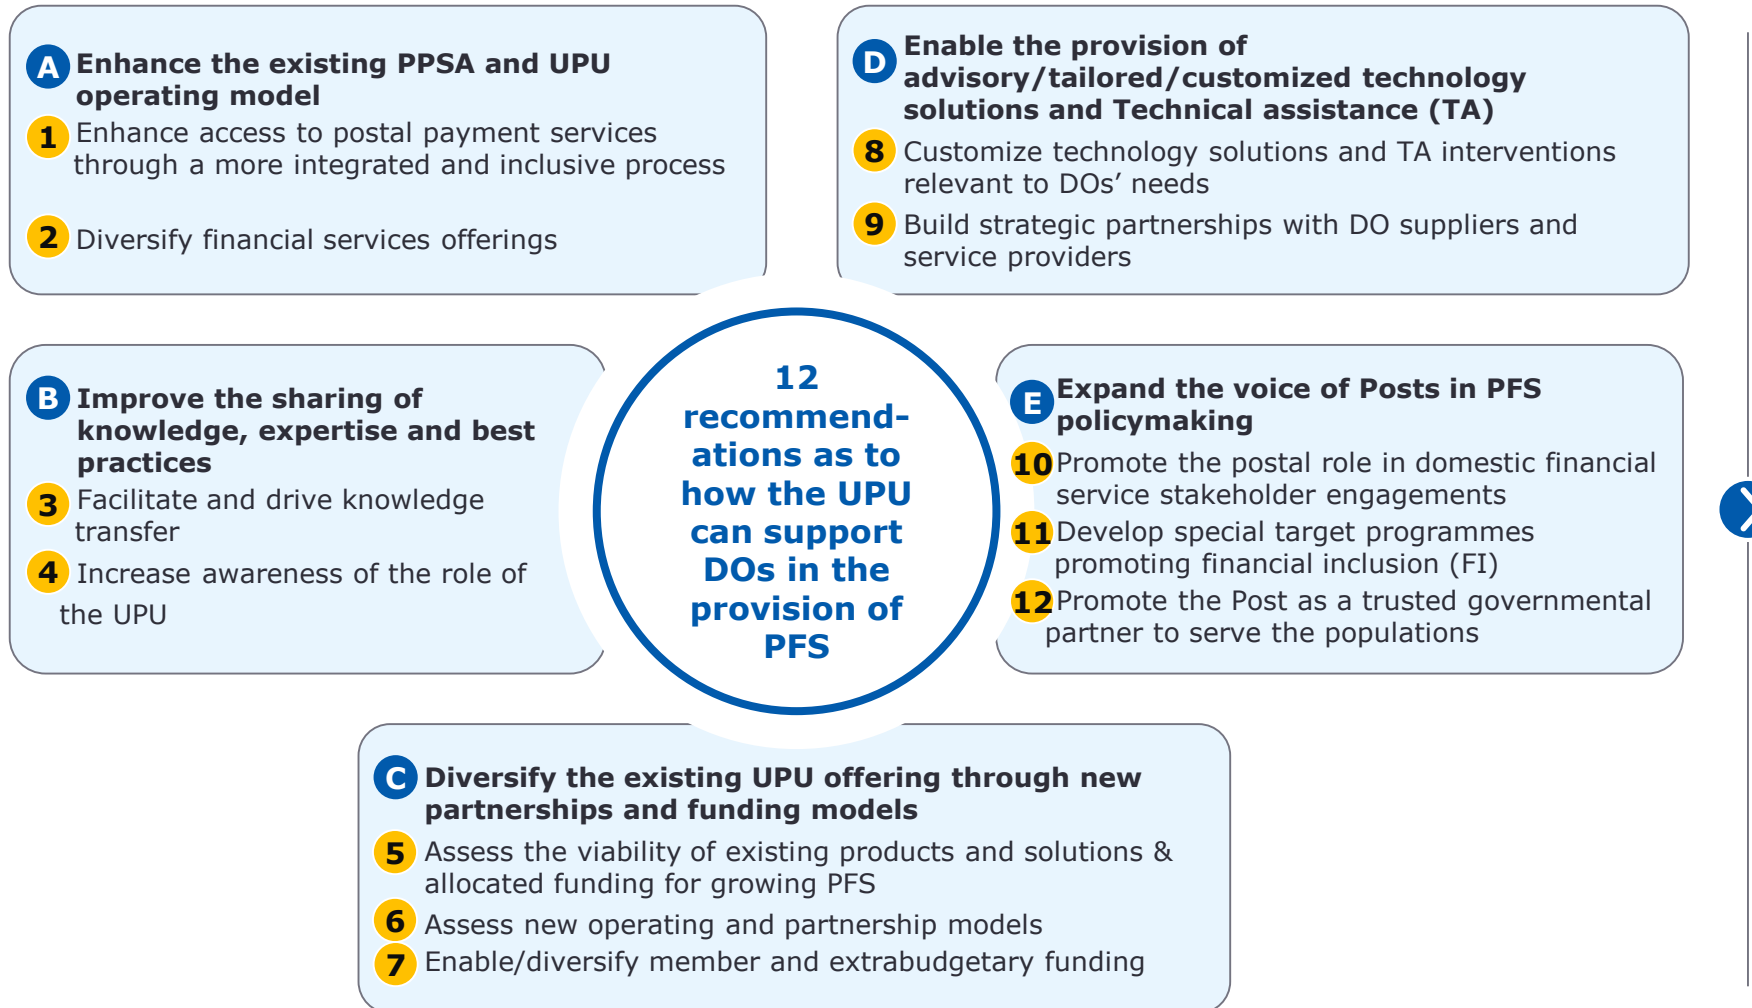 A Enhance the existing PPSA and UPU
operating model
1 Enhance access to postal payment services
through a more integrated and inclusive process
2 Diversify financial services offerings
B Improve the sharing of
knowledge, expertise and best
practices
3 Facilitate and drive knowledge
transfer
4 Increase awareness of the role of
the UPU
12
recommend-
ations as to
how the UPU
can support
DOs in the
provision of
PFS
C Diversify the existing UPU offering through new
partnerships and funding models
5 Assess the viability of existing products and solutions &
allocated funding for growing PFS
6 Assess new operating and partnership models
7 Enable/diversify member and extrabudgetary funding
D Enable the provision of
advisory/tailored/customized technology
solutions and Technical assistance (TA)
8 Customize technology solutions and TA interventions
relevant to DOs’ needs
9 Build strategic partnerships with DO suppliers and
service providers
E Expand the voice of Posts in PFS
policymaking
10 Promote the postal role in domestic financial
service stakeholder engagements
11 Develop special target programmes
promoting financial inclusion (FI)
12 Promote the Post as a trusted governmental
partner to serve the populations